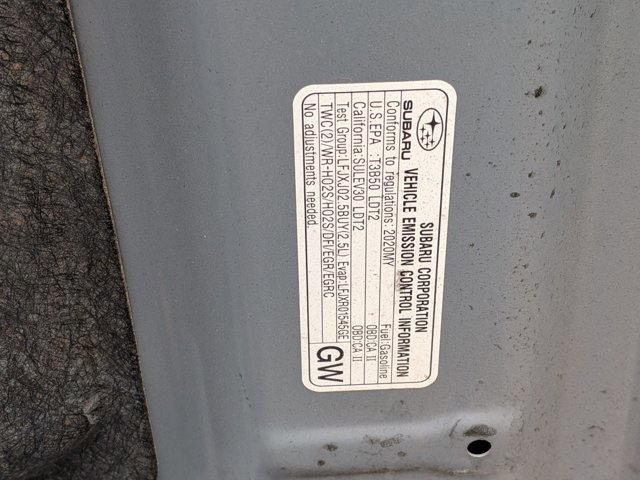 SUBARU CORPORATION
SUBARU VEHICLE EMISSION CONTROL INFORMATION
Conforms to regulations: 2020MY Fuel:Gasoline
U.S.EPA : T3B50 LDT2 OBD:CA II
California: SULEV30 LDT2 OBD:CA II
Test Group: LFJXJ02.5BUY(2.5L) Evap: LFJXR0154SGE
TWC(2)/WR-HO2S/HO2S/DFI/EGR/EGRC
No adjustments needed.
GW